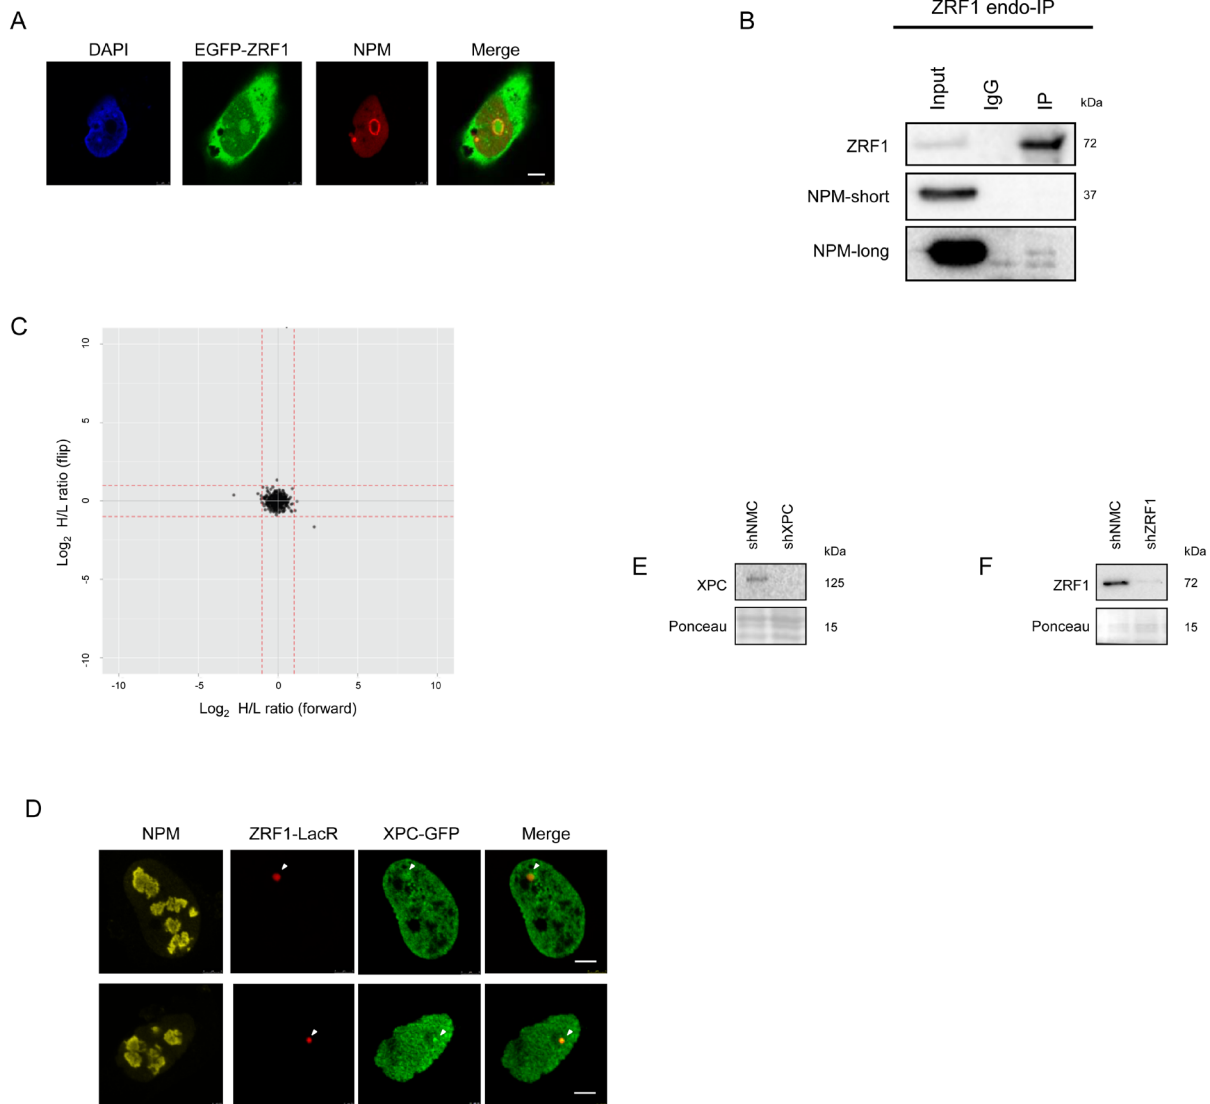 A
DAPI EGFP-ZRF1 NPM Merge
B
ZRF1 endo-IP
Input IgG IP kDa
ZRF1 72
NPM-short 37
NPM-long
C
10
5
0
-5
-10
Log2 H/L ratio (flip)
-10 -5 0 5 10
Log2 H/L ratio (forward)
E
shNMC shXPC
kDa
XPC 125
Ponceau 15
F
shNMC shZRF1
kDa
ZRF1 72
Ponceau 15
D
NPM ZRF1-LacR XPC-GFP Merge